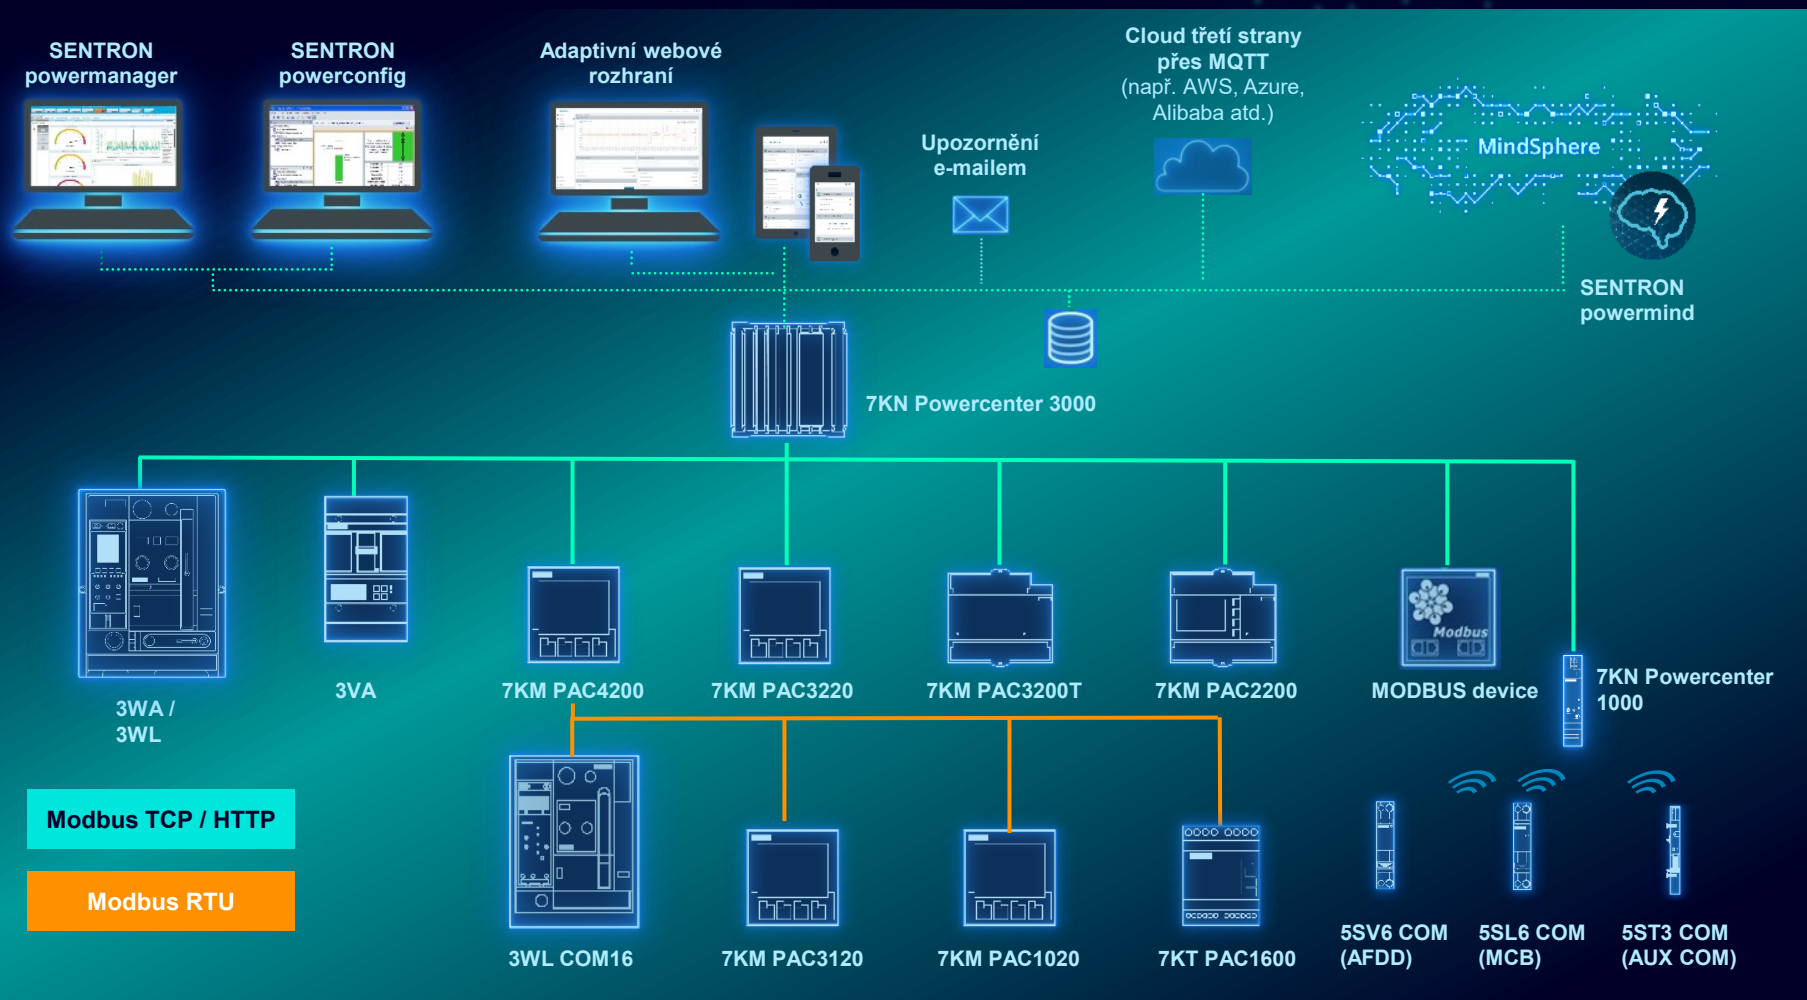 SENTRON
powermanager
SENTRON
powerconfig
Adaptivní webové
rozhraní
Upozornění
e-mailem
Cloud třetí strany
přes MQTT
(např. AWS, Azure,
Alibaba atd.)
MindSphere
SENTRON
powermind
7KN Powercenter 3000
3WA /
3WL
3VA
7KM PAC4200
7KM PAC3220
7KM PAC3200T
7KM PAC2200
Modbus
MODBUS device
7KN Powercenter
1000
Modbus TCP / HTTP
Modbus RTU
3WL COM16
7KM PAC3120
7KM PAC1020
7KT PAC1600
5SV6 COM
(AFDD)
5SL6 COM
(MCB)
5ST3 COM
(AUX COM)